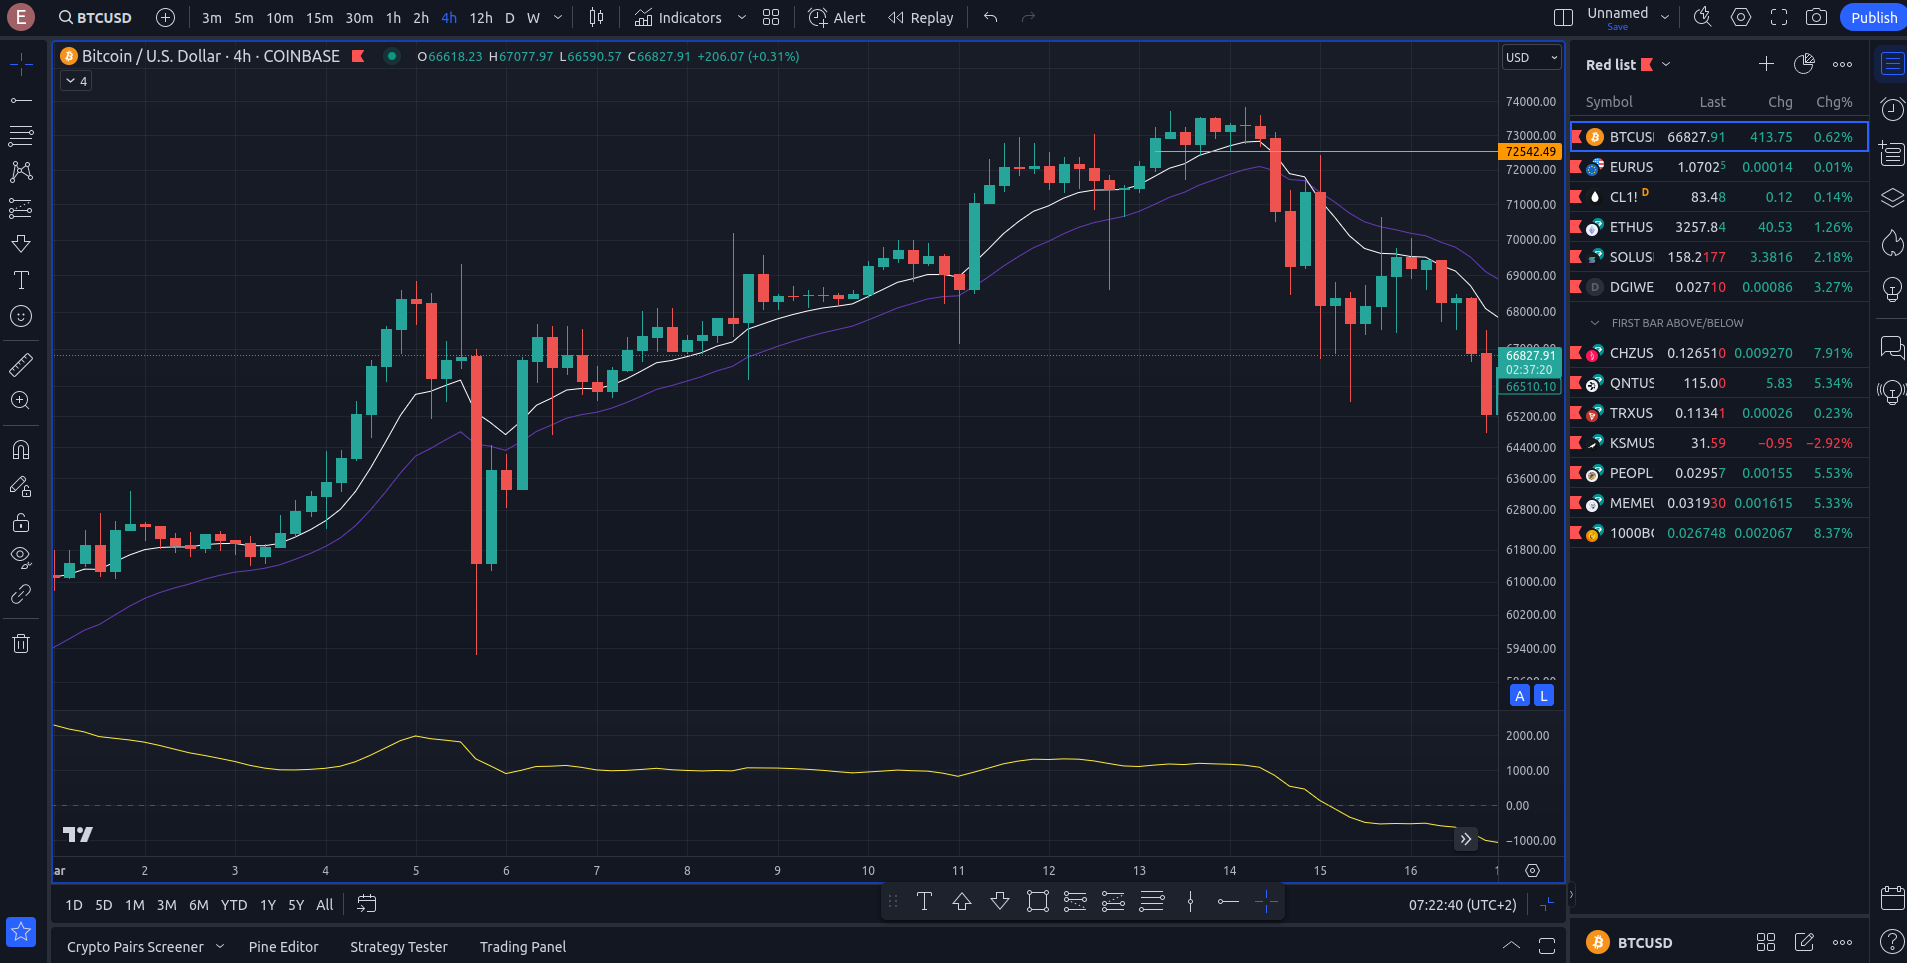 E BTCUSD 3m 5m 10m 15m 30m 1h 2h 4h 12h D W Indicators Alert Replay Unnamed Save Publish
Bitcoin / U.S. Dollar · 4h · COINBASE O66618.23 H67077.97 L66590.57 C66827.91 +206.07 (+0.31%)
4
USD
74000.00
73000.00
72542.49
72000.00
71000.00
70000.00
69000.00
68000.00
66827.91
02:37:20
66510.10
65200.00
64400.00
63600.00
62800.00
61800.00
61000.00
60200.00
59400.00
A L
2000.00
1000.00
0.00
−1000.00
ar 2 3 4 5 6 7 8 9 10 11 12 13 14 15 16
1D 5D 1M 3M 6M YTD 1Y 5Y All
T
07:22:40 (UTC+2)
Crypto Pairs Screener Pine Editor Strategy Tester Trading Panel
Red list
Symbol Last Chg Chg%
BTCUS 66827.91 413.75 0.62%
EURUS 1.07025 0.00014 0.01%
CL1! D 83.48 0.12 0.14%
ETHUS 3257.84 40.53 1.26%
SOLUS 158.2177 3.3816 2.18%
D DGIWE 0.02710 0.00086 3.27%
FIRST BAR ABOVE/BELOW
CHZUS 0.126510 0.009270 7.91%
QNTUS 115.00 5.83 5.34%
TRXUS 0.11341 0.00026 0.23%
KSMUS 31.59 −0.95 −2.92%
PEOPL 0.02957 0.00155 5.53%
MEME 0.031930 0.001615 5.33%
1000B 0.026748 0.002067 8.37%
BTCUSD